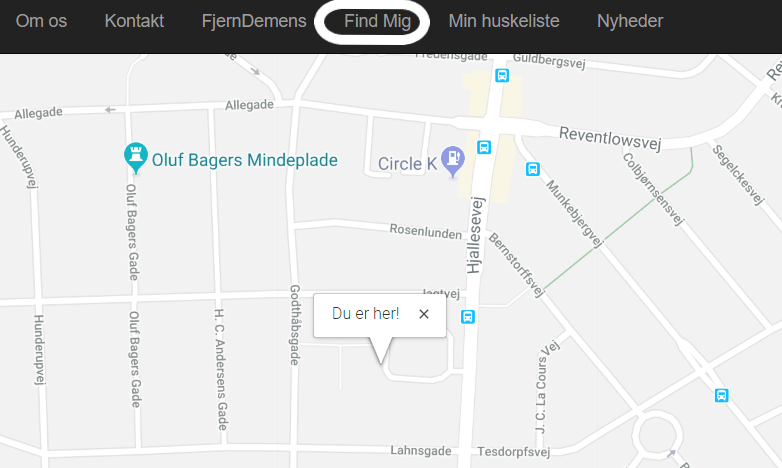 Om os Kontakt FjernDemens Find Mig Min huskeliste Nyheder
Fredensgade
Guldbergsvej
Allegade
Allegade
Hunderupvej
Reventlowsvej
Oluf Bagers Mindeplade
Circle K
Colbjørnsensvej
Segelckesvej
Munkebjergvej
Oluf Bagers Gade
Hjallesevej
Rosenlunden
Bernstorffsvej
Godthåbsgade
Jagtvej
Du er her!
Hunderupvej
Oluf Bagers Gade
H. C. Andersens Gade
J. C. La Cours Vej
Lahnsgade
Tesdorpfsvej